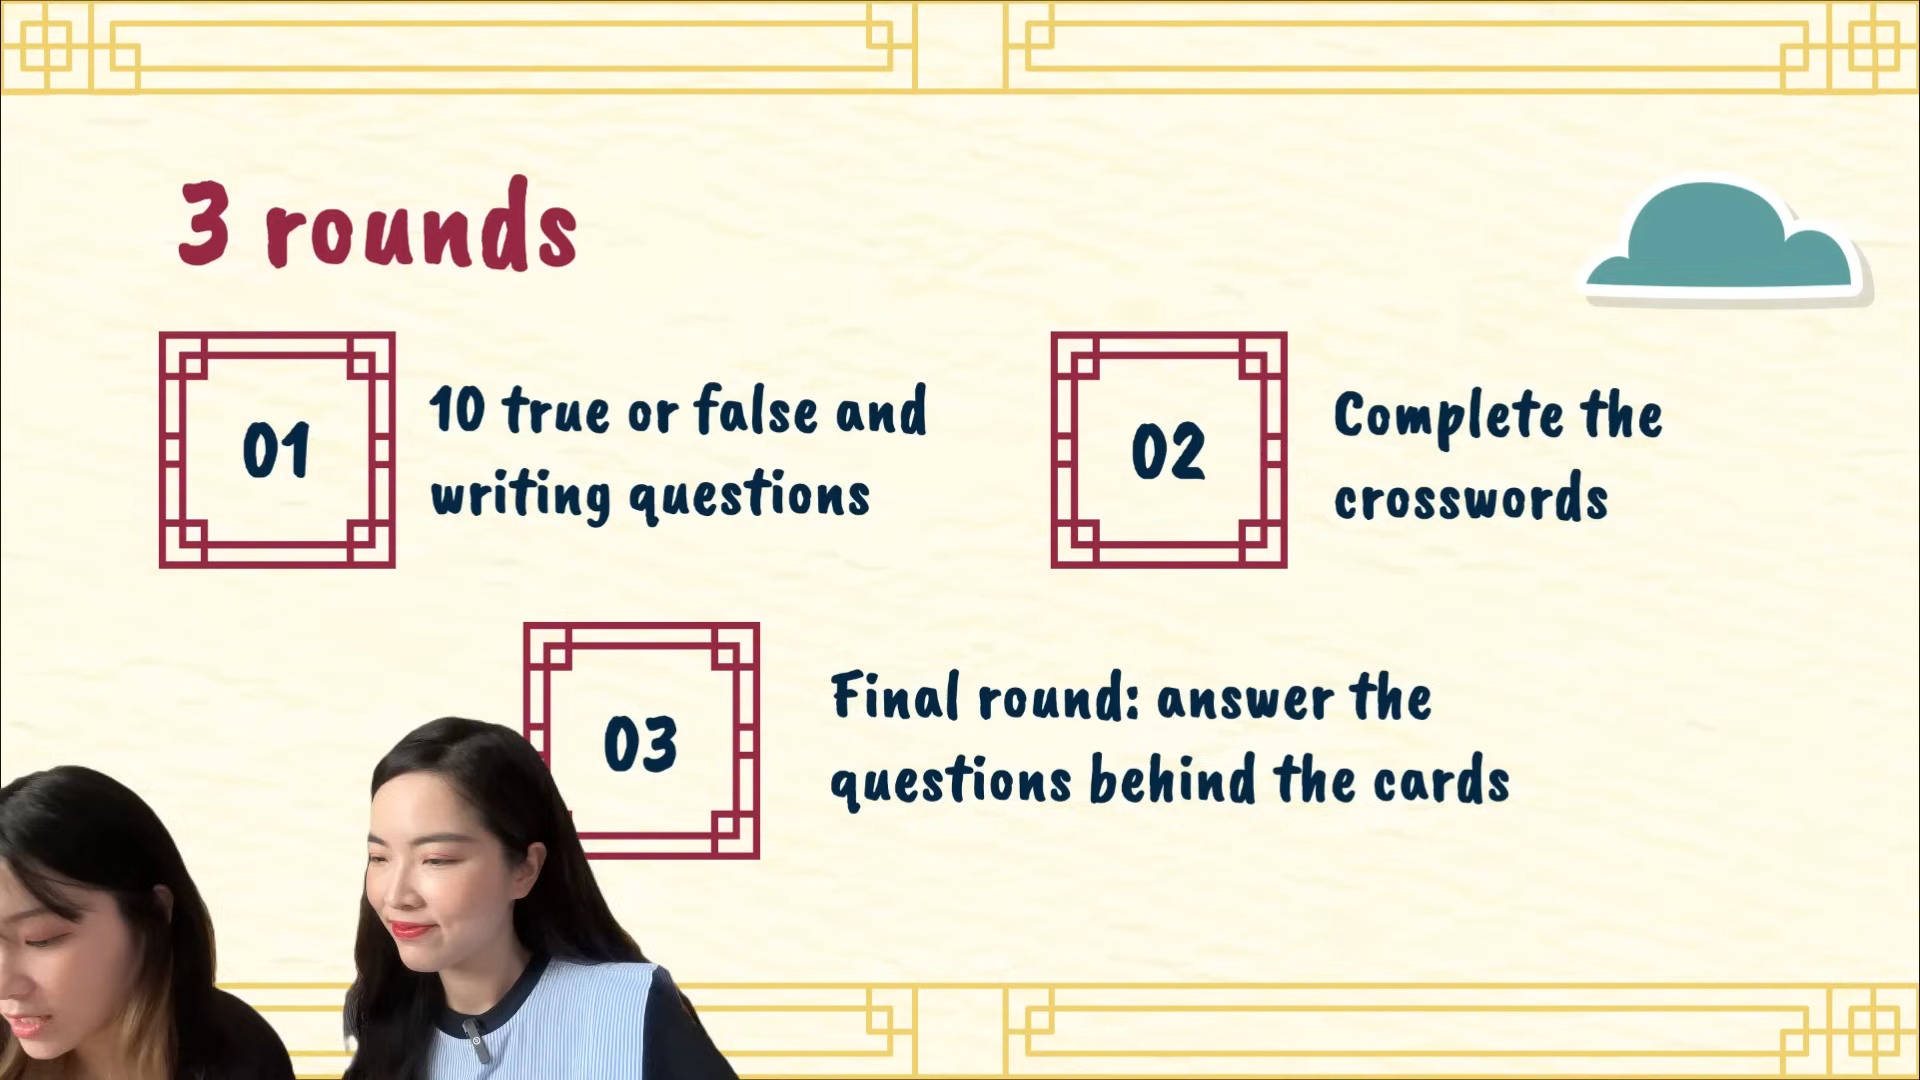 3 rounds
01
10 true or false and
writing questions
02
Complete the
crosswords
03
Final round: answer the
questions behind the cards